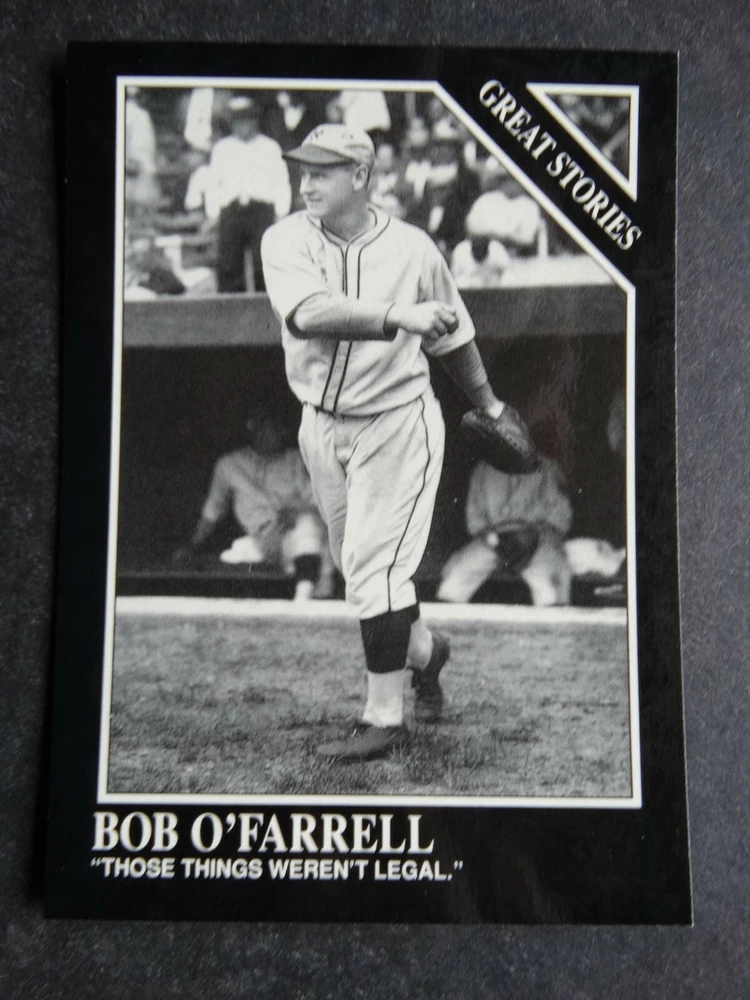 GREAT STORIES
BOB O'FARRELL
"THOSE THINGS WEREN'T LEGAL."